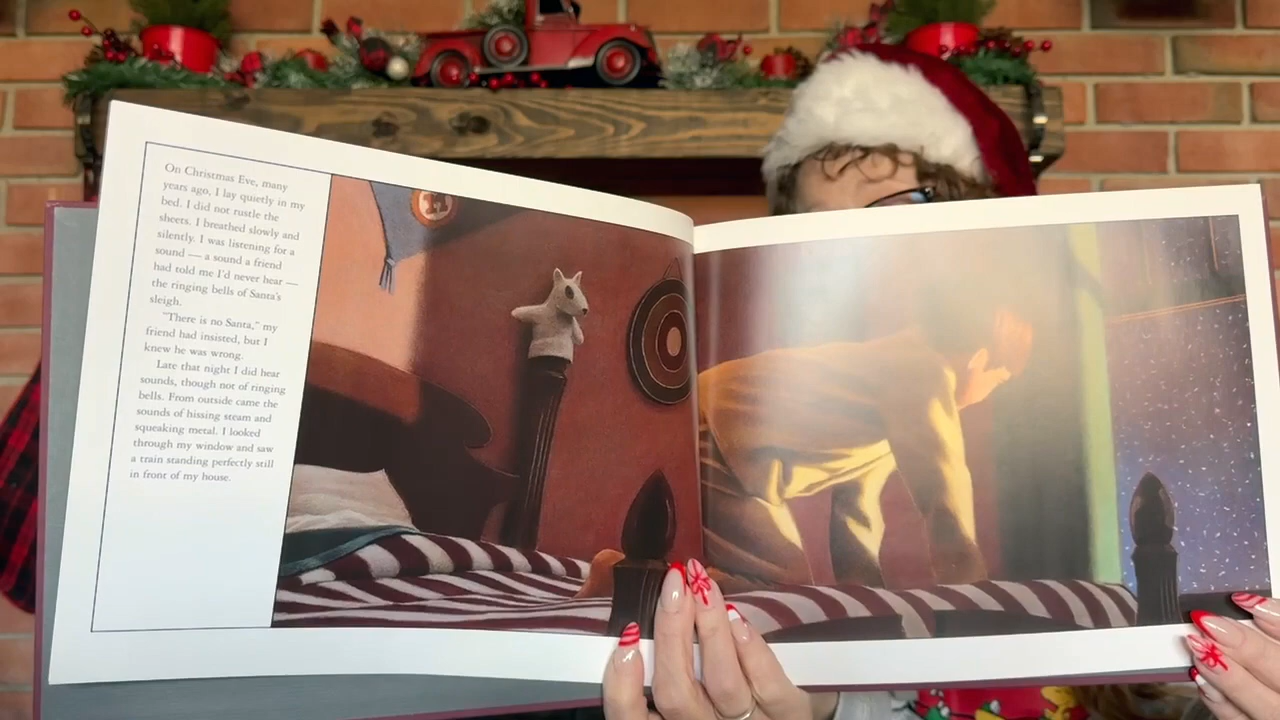 On Christmas Eve, many
years ago, I lay quietly in my
bed. I did not rustle the
sheets. I breathed slowly and
silently. I was listening for a
sound — a sound a friend
had told me I'd never hear —
the ringing bells of Santa's
sleigh.
"There is no Santa," my
friend had insisted, but I
knew he was wrong.
Late that night I did hear
sounds, though not of ringing
bells. From outside came the
sounds of hissing steam and
squeaking metal. I looked
through my window and saw
a train standing perfectly still
in front of my house.